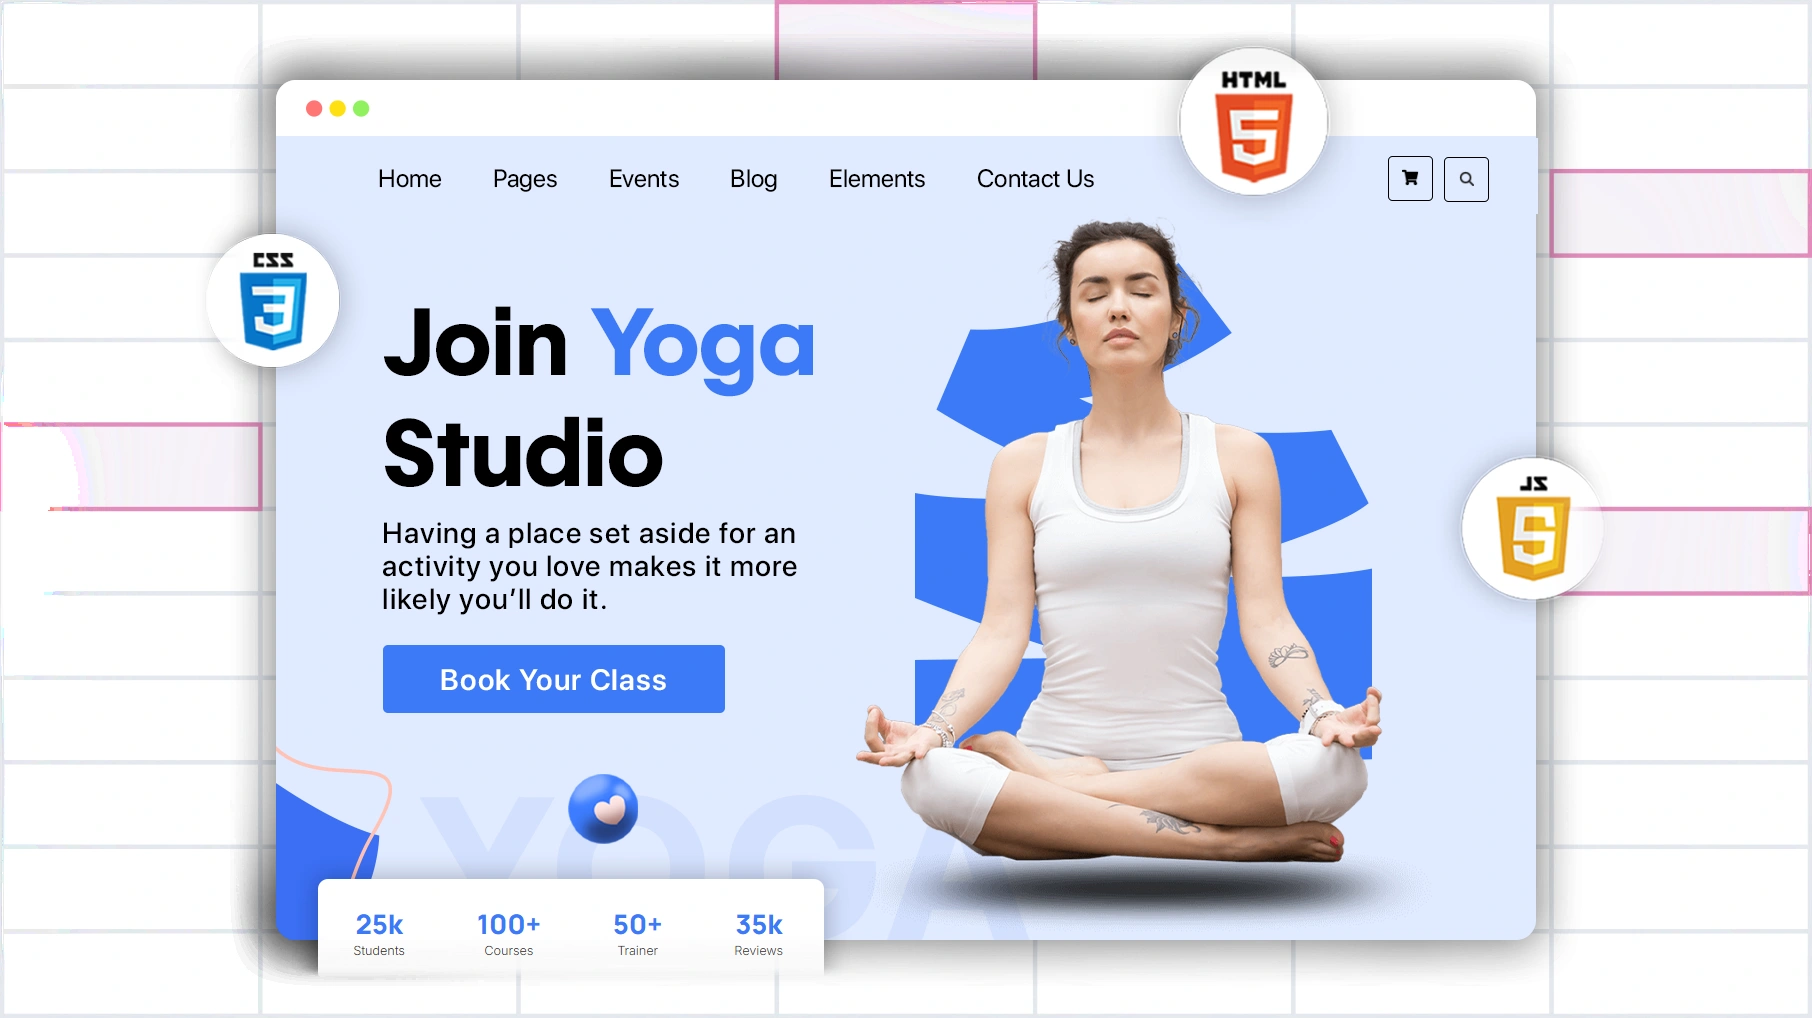 HTML
5
Home Pages Events Blog Elements Contact Us
CSS
3
Join Yoga
Studio
JS
5
Having a place set aside for an
activity you love makes it more
likely you’ll do it.
Book Your Class
YOGA
25k 100+ 50+ 35k
Students Courses Trainer Reviews